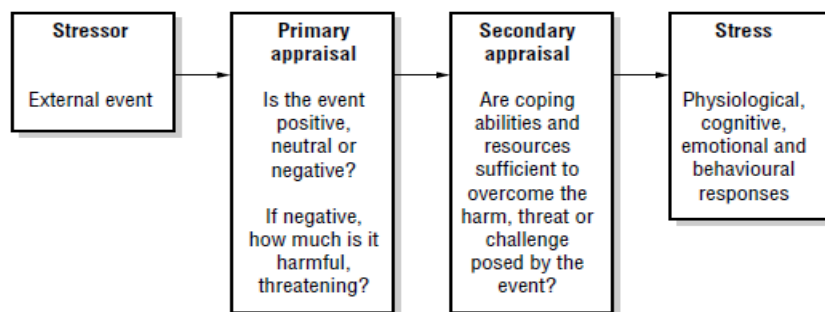 Stressor
External event
Primary
appraisal
Is the event
positive,
neutral or
negative?
If negative,
how much is it
harmful,
threatening?
Secondary
appraisal
Are coping
abilities and
resources
sufficient to
overcome the
harm, threat or
challenge
posed by the
event?
Stress
Physiological,
cognitive,
emotional and
behavioural
responses